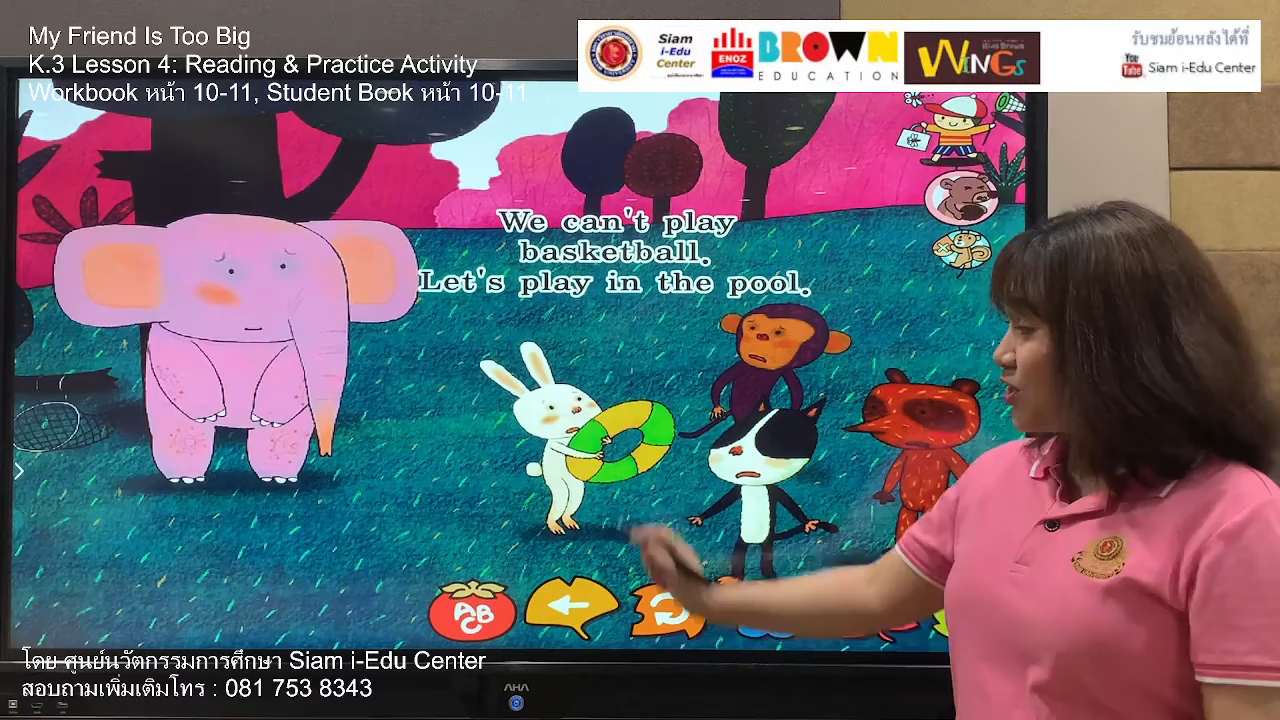 My Friend Is Too Big
K.3 Lesson 4: Reading & Practice Activity
Workbook หน้า 10-11, Student Book หน้า 10-11
Siam
i-Edu
Center
ENOZ
BROWN
EDUCATION
WINGS
รับชมย้อนหลังได้ที่
You
Tube
Siam i-Edu Center
We can't play
basketball.
Let's play in the pool.
ABC
โดย ศูนย์นวัตกรรมการศึกษา Siam i-Edu Center
สอบถามเพิ่มเติมโทร : 081 753 8343
AHA